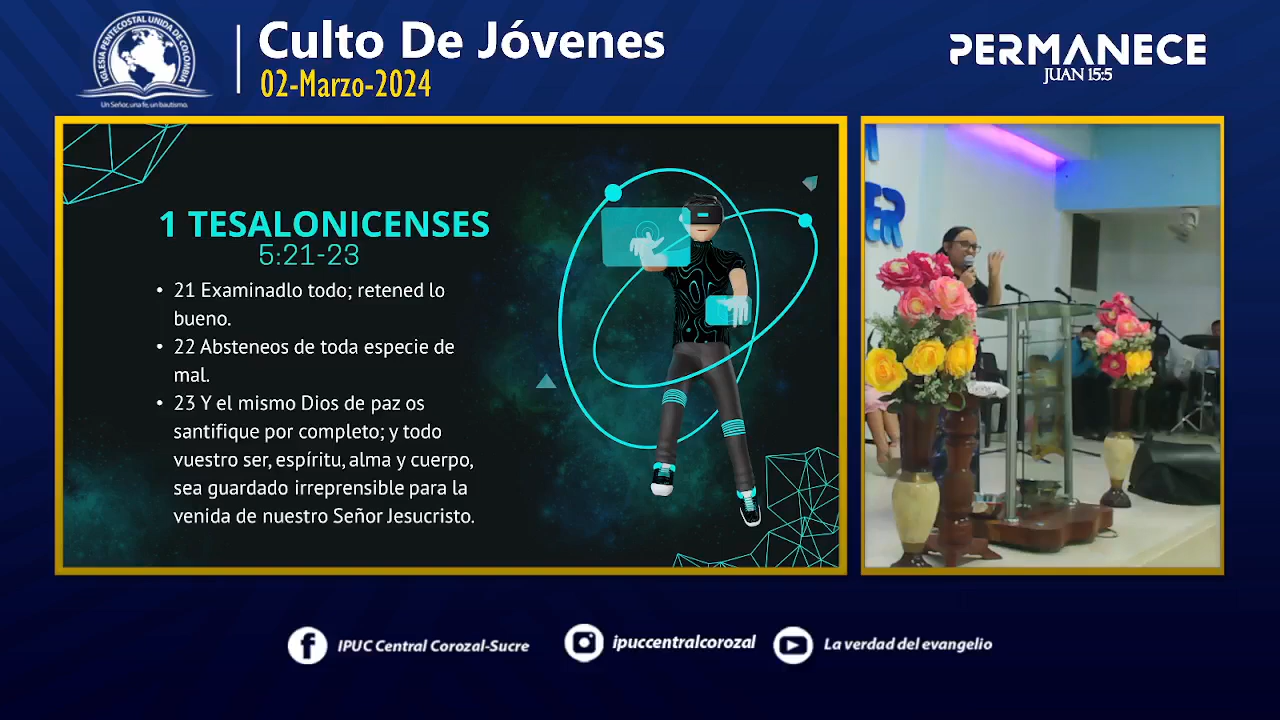 IGLESIA PENTECOSTAL UNIDA DE COLOMBIA
Un Señor, una fe, un bautismo.
Culto De Jóvenes
02-Marzo-2024
PERMANECE
JUAN 15:5
1 TESALONICENSES
5:21-23
• 21 Examinadlo todo; retened lo
bueno.
• 22 Absteneos de toda especie de
mal.
• 23 Y el mismo Dios de paz os
santifique por completo; y todo
vuestro ser, espíritu, alma y cuerpo,
sea guardado irreprensible para la
venida de nuestro Señor Jesucristo.
IPUC Central Corozal-Sucre
ipuccentralcorozal
La verdad del evangelio